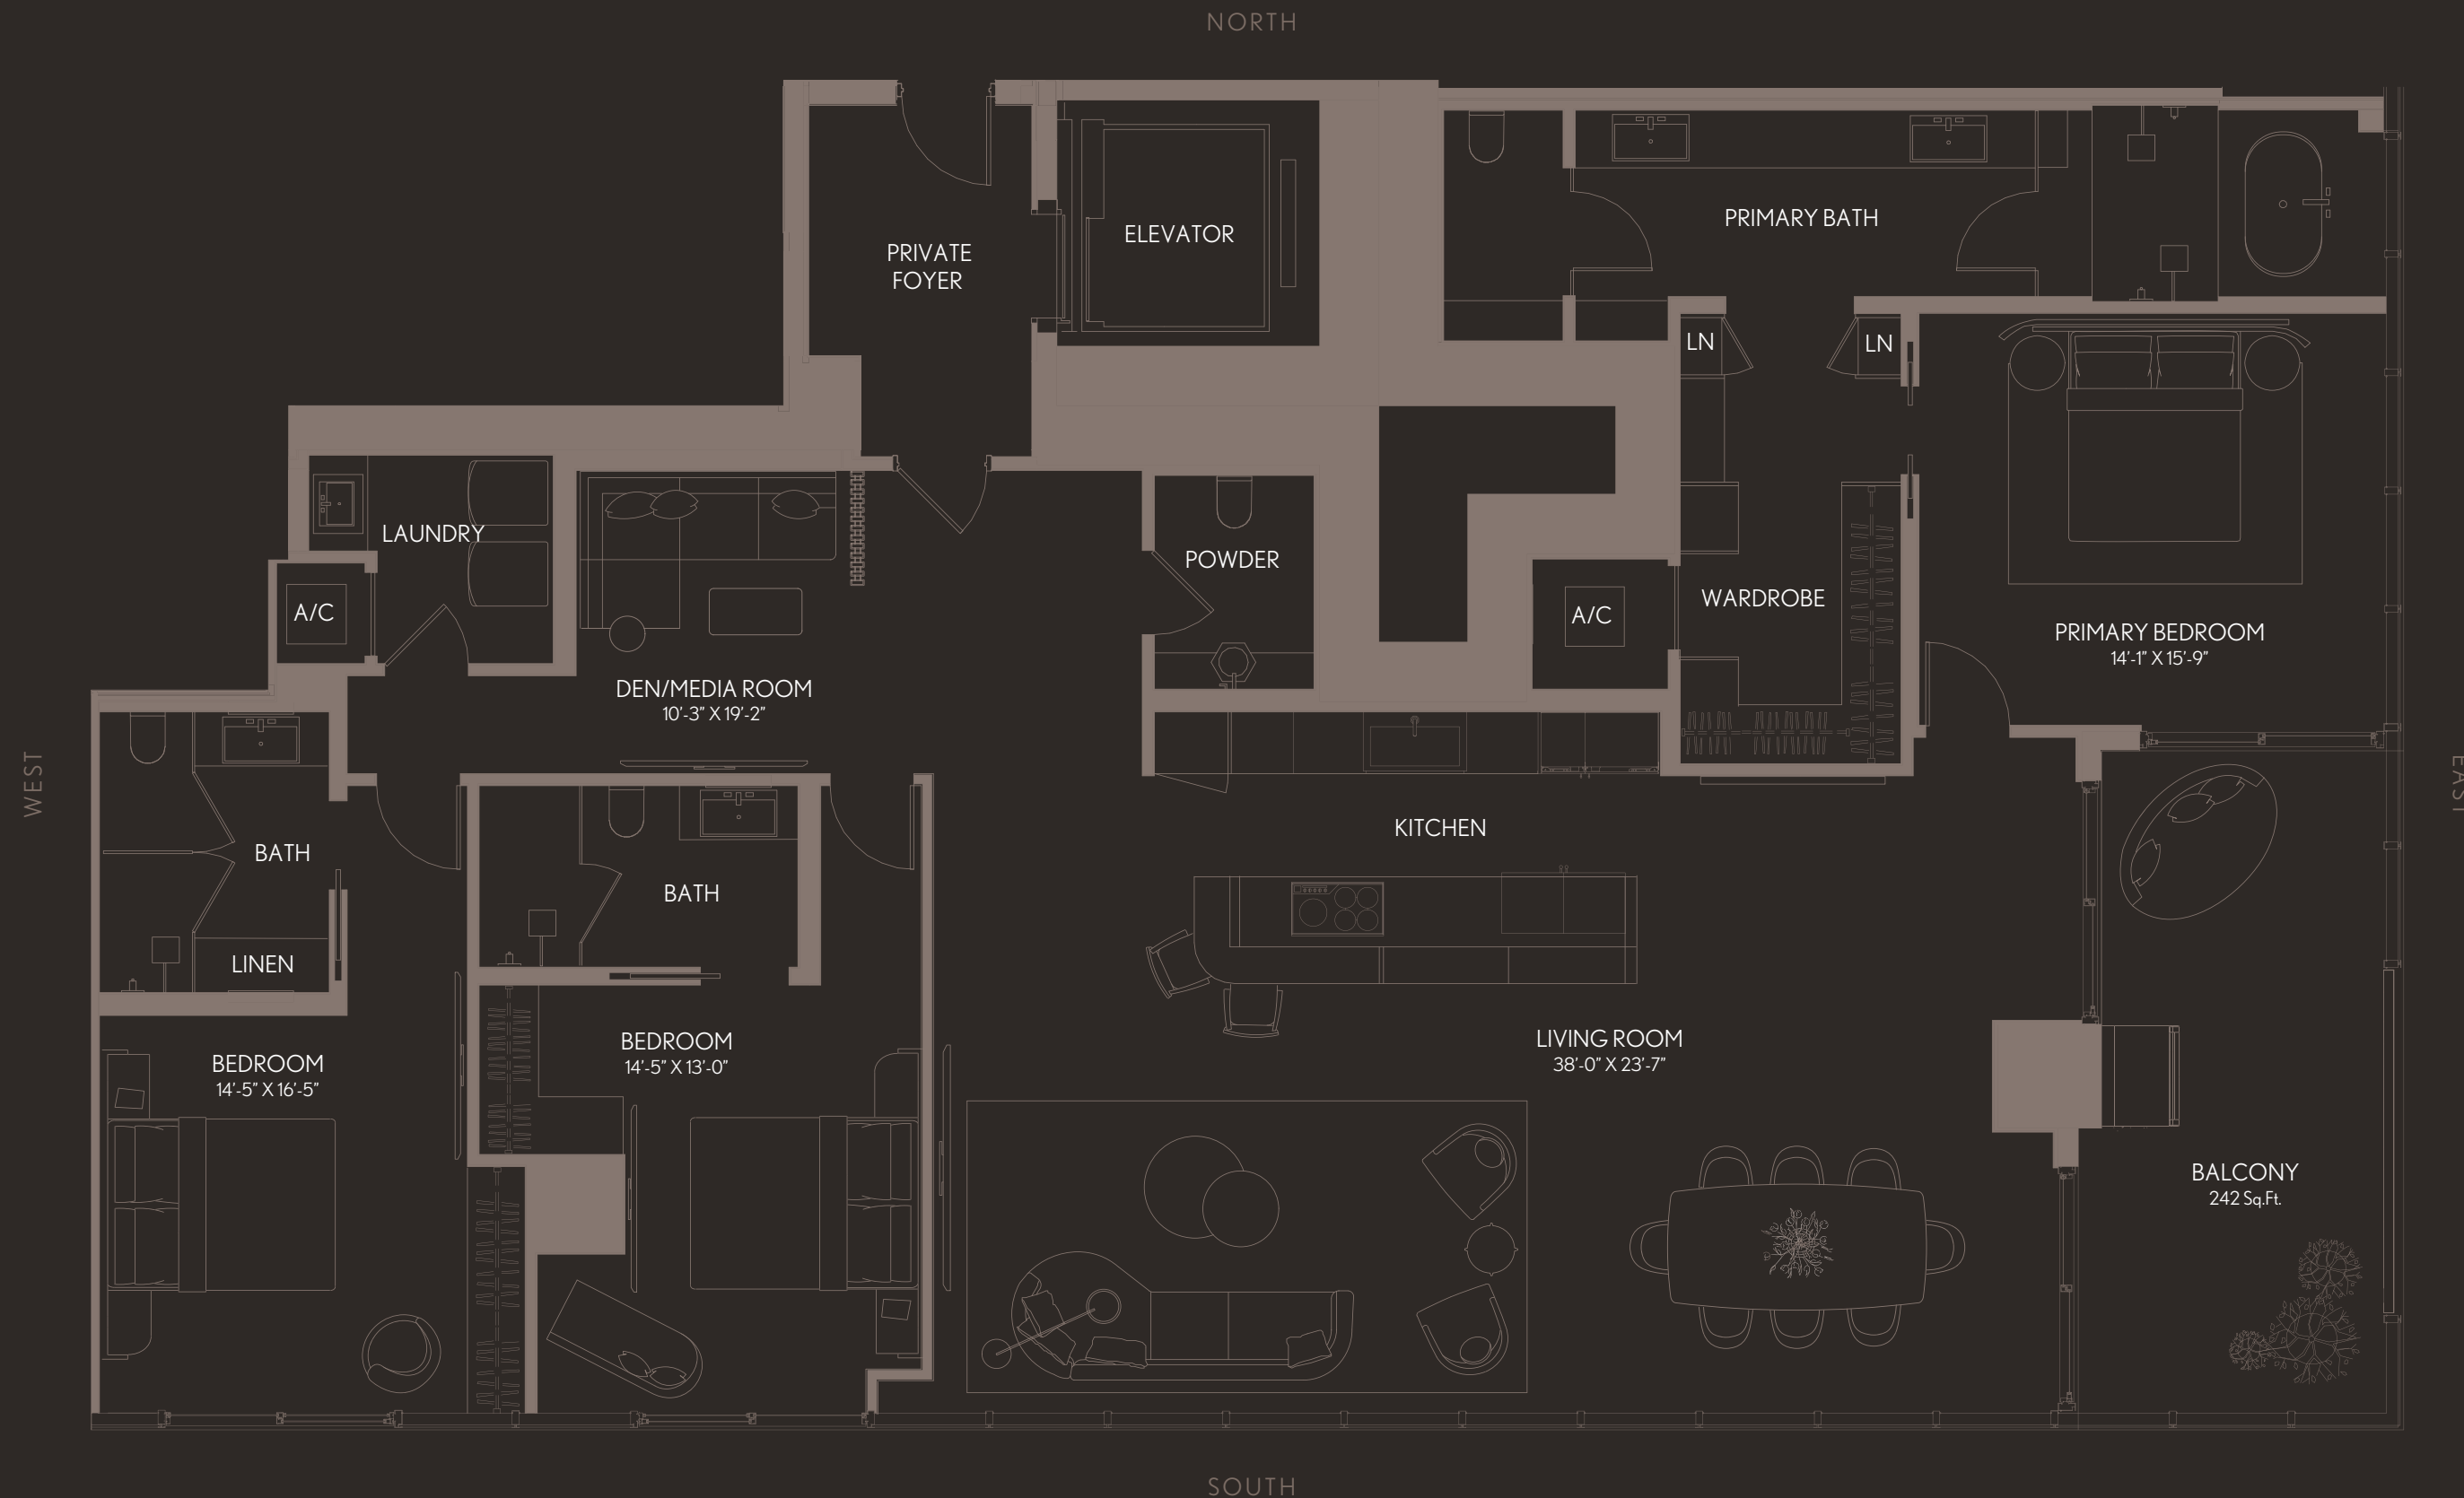 NORTH
PRIVATE
FOYER
ELEVATOR
PRIMARY BATH
LN
LN
LAUNDRY
A/C
POWDER
A/C
WARDROBE
PRIMARY BEDROOM
14'-1" X 15'-9"
DEN/MEDIA ROOM
10'-3" X 19'-2"
WEST
EAST
KITCHEN
BATH
BATH
LINEN
BEDROOM
14'-5" X 16'-5"
BEDROOM
14'-5" X 13'-0"
LIVING ROOM
38'-0" X 23'-7"
BALCONY
242 Sq.Ft.
SOUTH